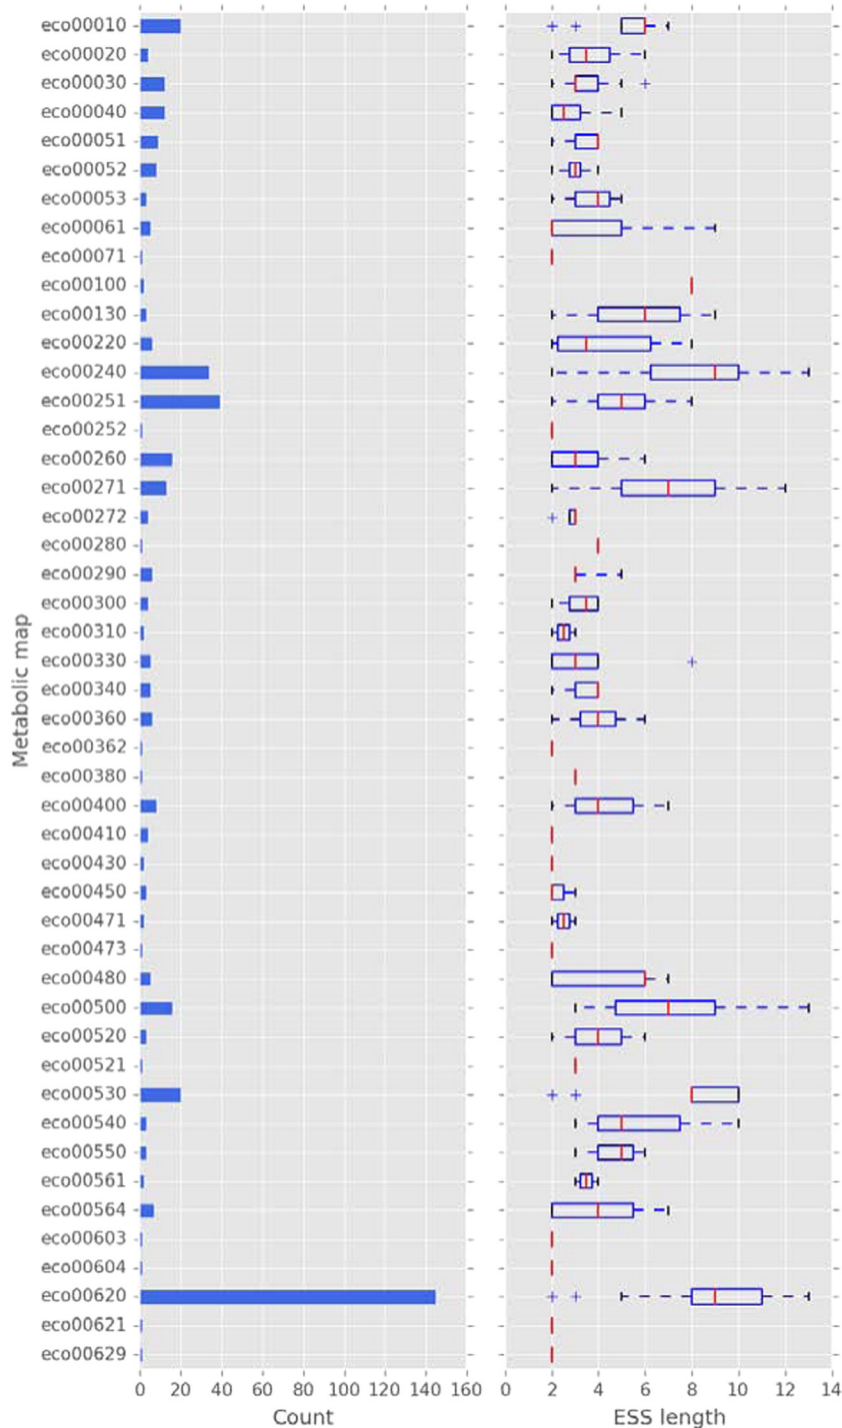 Metabolic map
eco00010
eco00020
eco00030
eco00040
eco00051
eco00052
eco00053
eco00061
eco00071
eco00100
eco00130
eco00220
eco00240
eco00251
eco00252
eco00260
eco00271
eco00272
eco00280
eco00290
eco00300
eco00310
eco00330
eco00340
eco00360
eco00362
eco00380
eco00400
eco00410
eco00430
eco00450
eco00471
eco00473
eco00480
eco00500
eco00520
eco00521
eco00530
eco00540
eco00550
eco00561
eco00564
eco00603
eco00604
eco00620
eco00621
eco00629
0 20 40 60 80 100 120 140 160
Count
0 2 4 6 8 10 12 14
ESS length